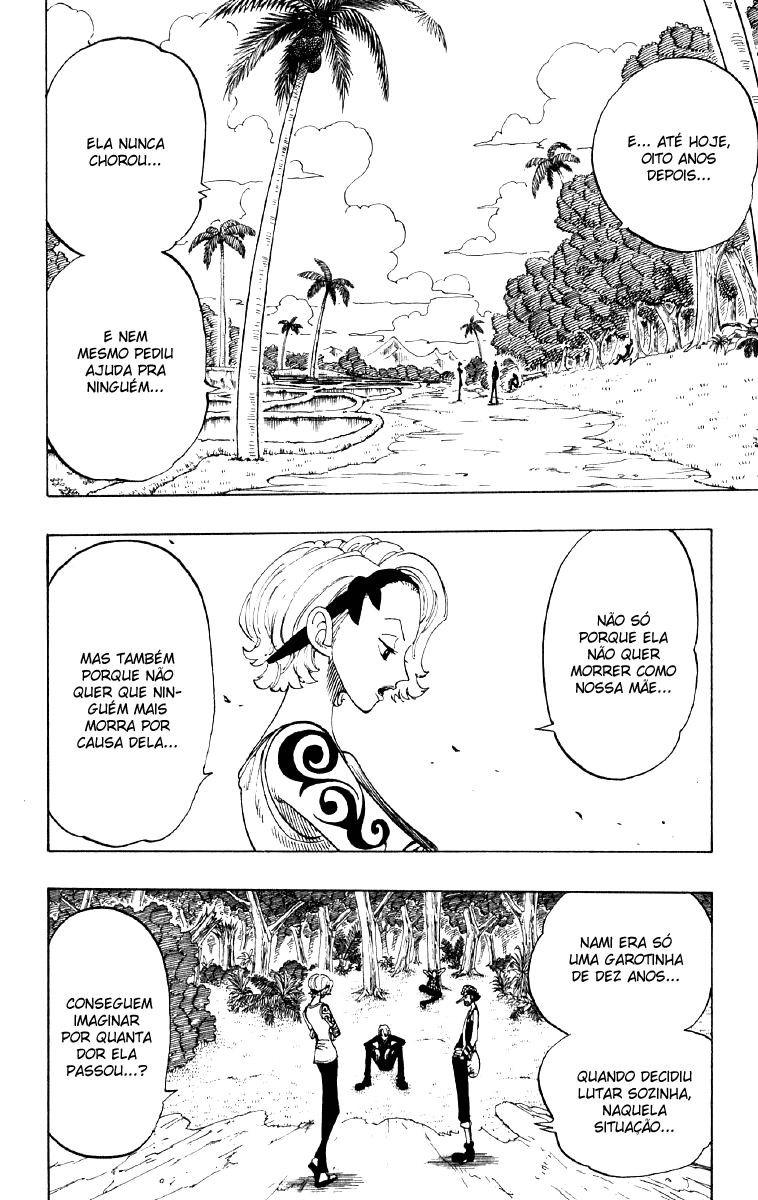 E... ATÉ HOJE,
OITO ANOS
DEPOIS...
ELA NUNCA
CHOROU...
E NEM
MESMO PEDIU
AJUDA PRA
NINGUÉM...
NÃO SÓ
PORQUE ELA
NÃO QUER
MORRER COMO
NOSSA MÃE...
MAS TAMBÉM
PORQUE NÃO
QUER QUE NIN-
GUÉM MAIS
MORRA POR
CAUSA DELA...
NAMI ERA SÓ
UMA GAROTINHA
DE DEZ ANOS...
QUANDO DECIDIU
LUTAR SOZINHA,
NAQUELA
SITUAÇÃO...
CONSEGUEM
IMAGINAR
POR QUANTA
DOR ELA
PASSOU...?